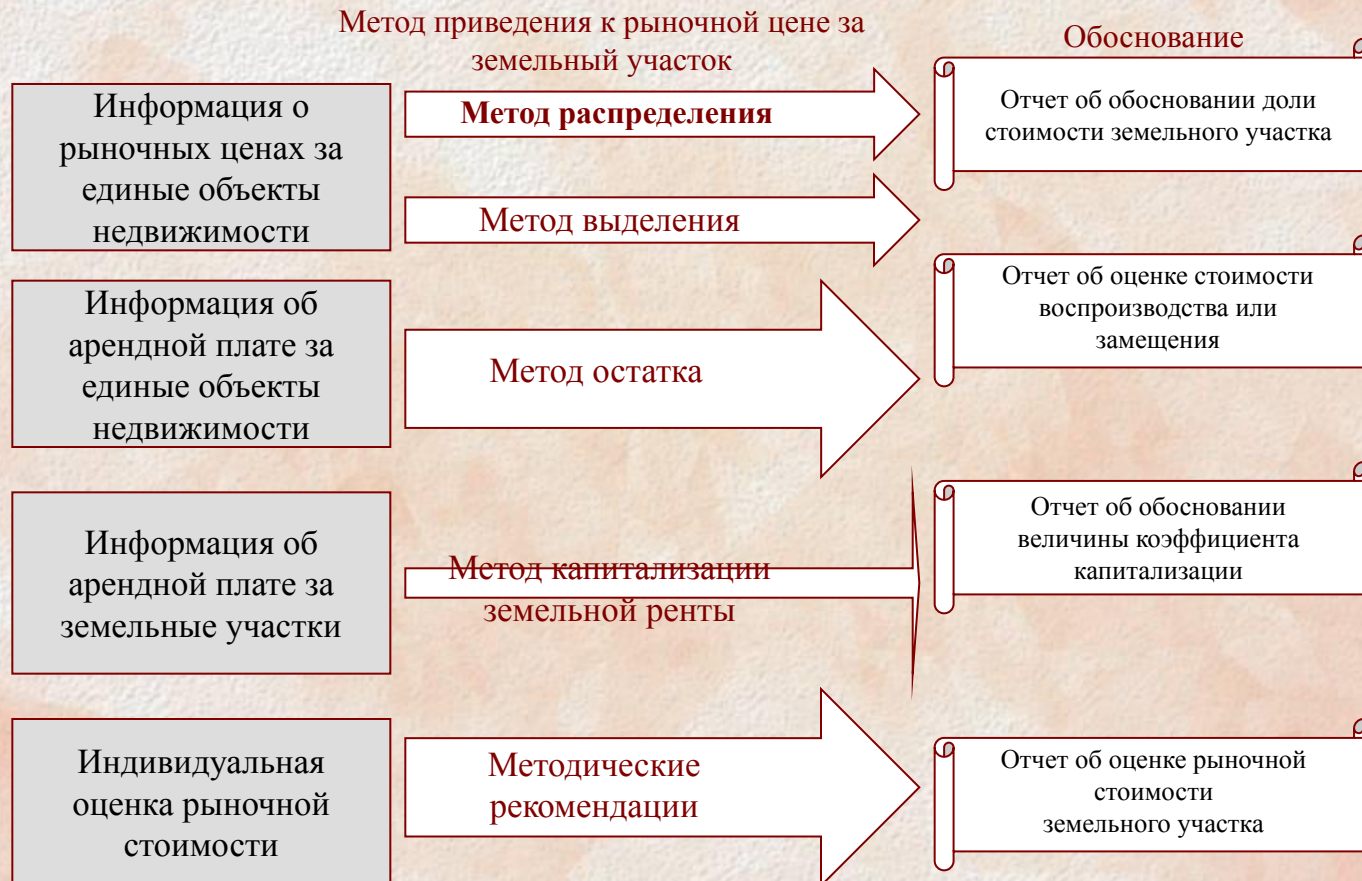 Метод приведения к рыночной цене за
земельный участок
Обоснование
Информация о
рыночных ценах за
единые объекты
недвижимости
Метод распределения
Отчет об обосновании доли
стоимости земельного участка
Метод выделения
Информация об
арендной плате за
единые объекты
недвижимости
Метод остатка
Отчет об оценке стоимости
воспроизводства или
замещения
Информация об
арендной плате за
земельные участки
Метод капитализации
земельной ренты
Отчет об обосновании
величины коэффициента
капитализации
Индивидуальная
оценка рыночной
стоимости
Методические
рекомендации
Отчет об оценке рыночной
стоимости
земельного участка